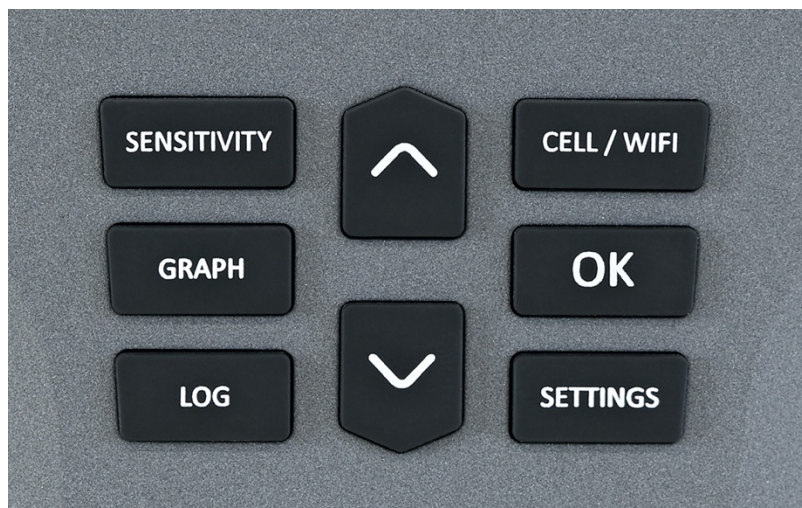 SENSITIVITY
CELL / WIFI
GRAPH
OK
LOG
SETTINGS